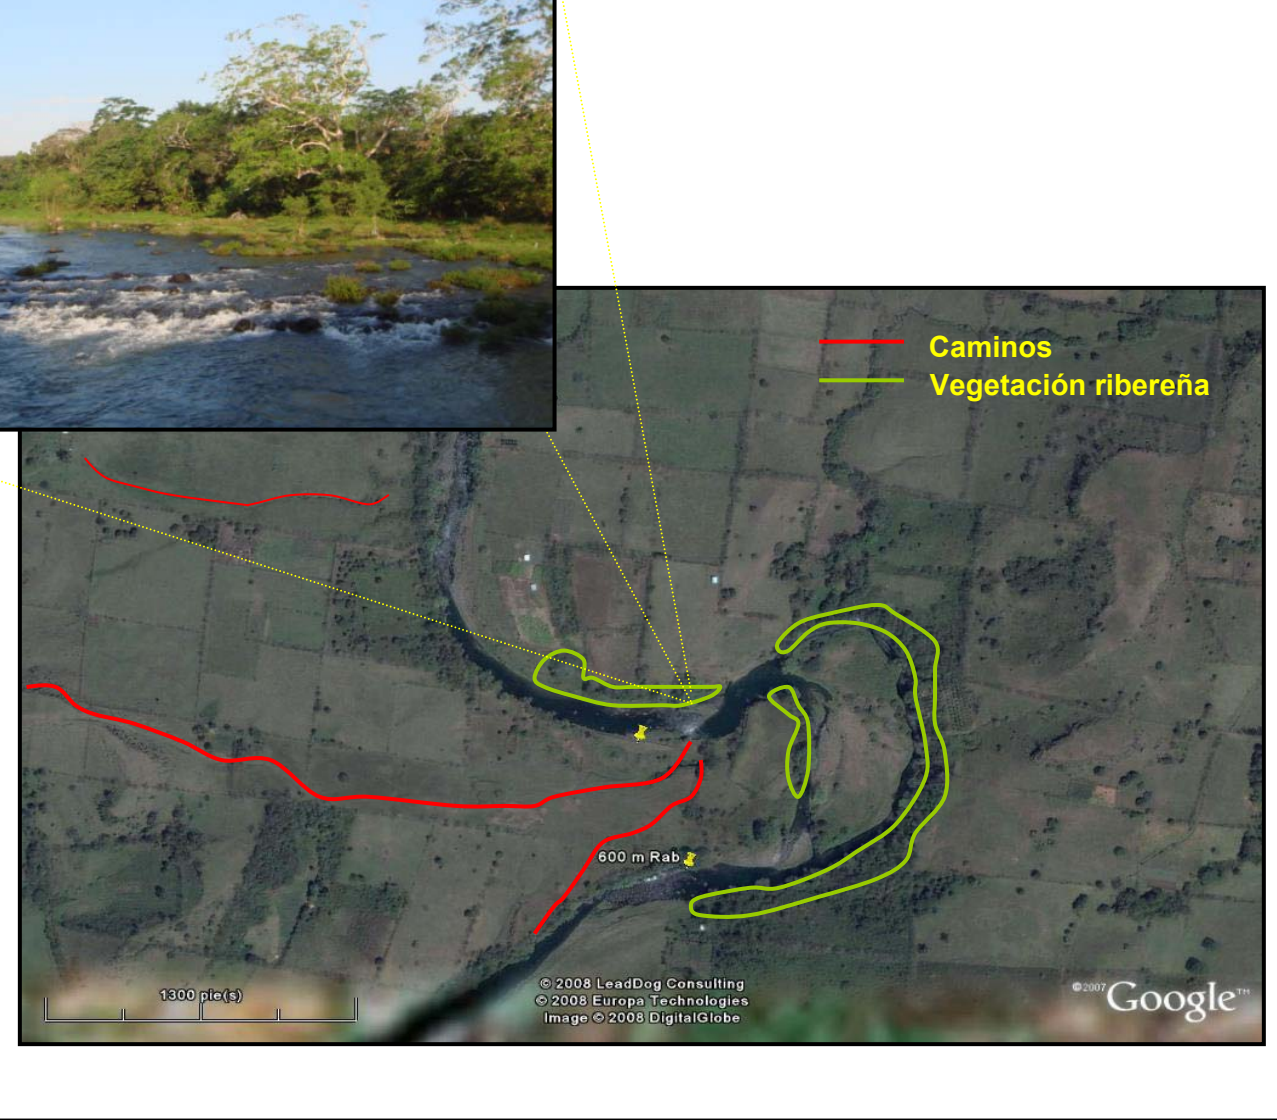 Caminos
Vegetación ribereña
600 m Rab
1300 pie(s)
© 2008 LeadDog Consulting
© 2008 Europa Technologies
Image © 2008 DigitalGlobe
©2007 Google™